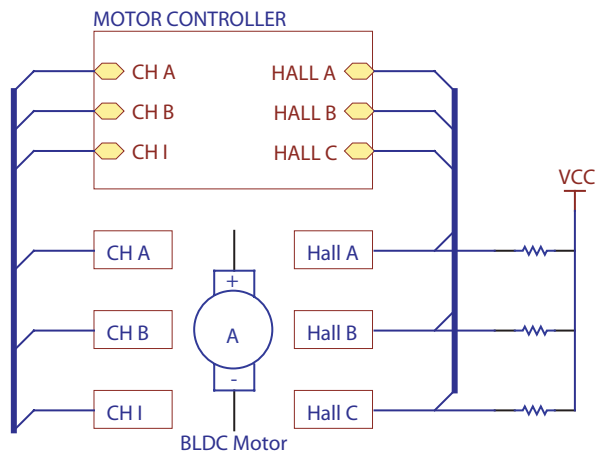 MOTOR CONTROLLER
CH A HALL A
CH B HALL B
CH I HALL C
VCC
CH A Hall A
+
CH B A Hall B
-
CH I Hall C
BLDC Motor